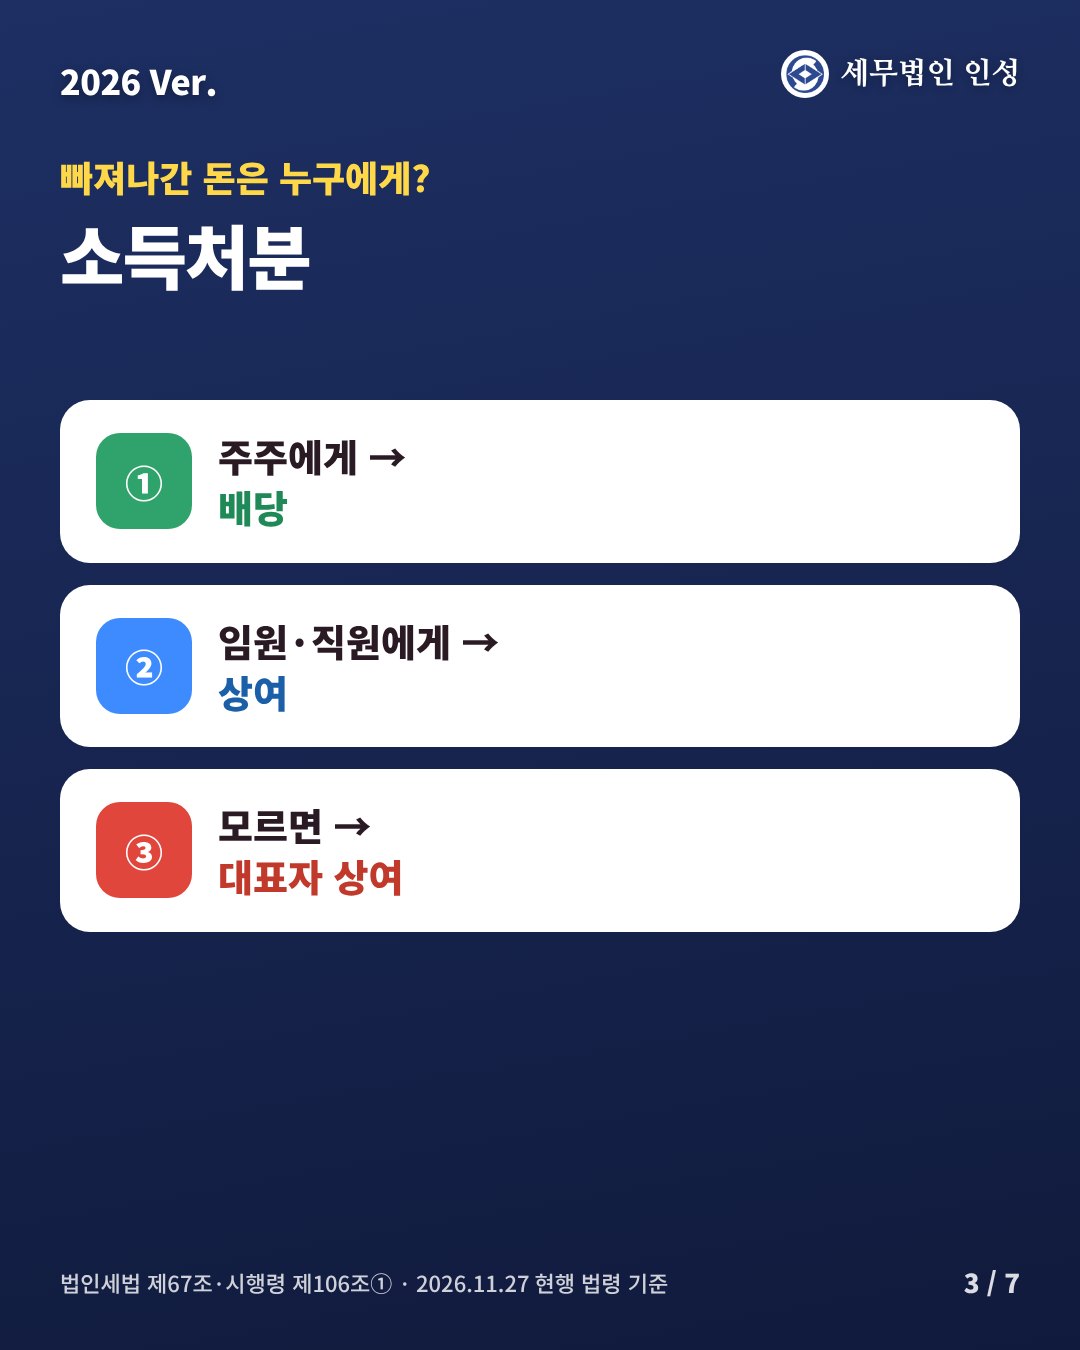 2026 Ver.
세무법인 인성
빠져나간 돈은 누구에게?
소득처분
①
주주에게 →
배당
②
임원·직원에게 →
상여
③
모르면 →
대표자 상여
법인세법 제67조·시행령 제106조① · 2026.11.27 현행 법령 기준
3 / 7